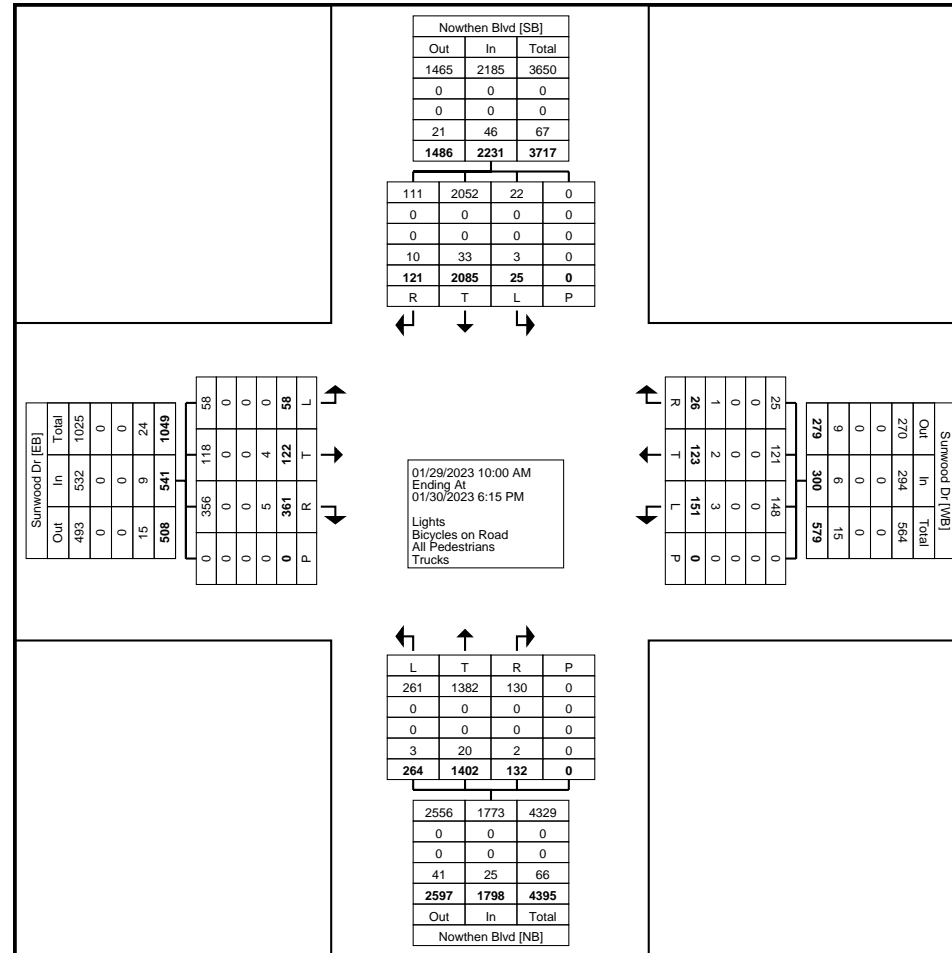 Nowthen Blvd [SB]
Out In Total
1465 2185 3650
0 0 0
0 0 0
21 46 67
1486 2231 3717
111 2052 22 0
0 0 0 0
0 0 0 0
10 33 3 0
121 2085 25 0
R T L P
Sunwood Dr [EB]
Total In Out
1025 532 493
0 0 0
0 0 0
24 9 15
1049 541 508
58 118 356 0
0 0 0 0
0 0 0 0
0 4 5 0
58 122 361 0
L T R P
01/29/2023 10:00 AM
Ending At
01/30/2023 6:15 PM
Lights
Bicycles on Road
All Pedestrians
Trucks
R T L P
26 123 151 0
1 2 3 0
0 0 0 0
0 0 0 0
25 121 148 0
279 300 579
9 6 15
0 0 0
0 0 0
270 294 564
Out In Total
Sunwood Dr [WB]
L T R P
261 1382 130 0
0 0 0 0
0 0 0 0
3 20 2 0
264 1402 132 0
2556 1773 4329
0 0 0
0 0 0
41 25 66
2597 1798 4395
Out In Total
Nowthen Blvd [NB]